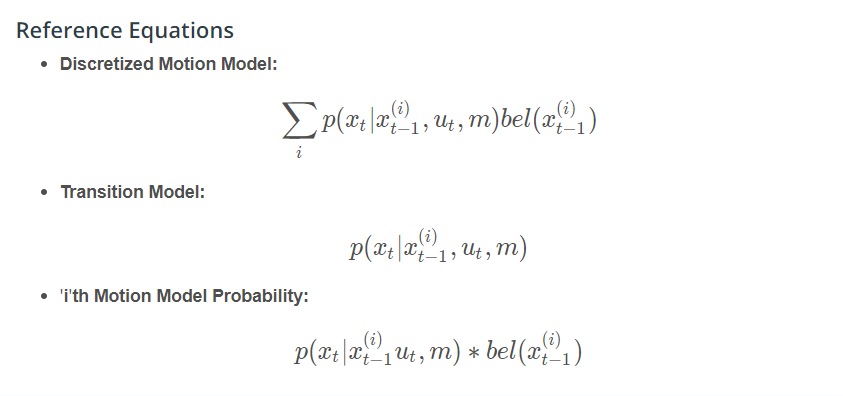 Reference Equations
• Discretized Motion Model:
∑_i p(x_t|x_{t−1}^{(i)}, u_t, m)bel(x_{t−1}^{(i)})
• Transition Model:
p(x_t|x_{t−1}^{(i)}, u_t, m)
• 'i'th Motion Model Probability:
p(x_t|x_{t−1}^{(i)} u_t, m) ∗ bel(x_{t−1}^{(i)})